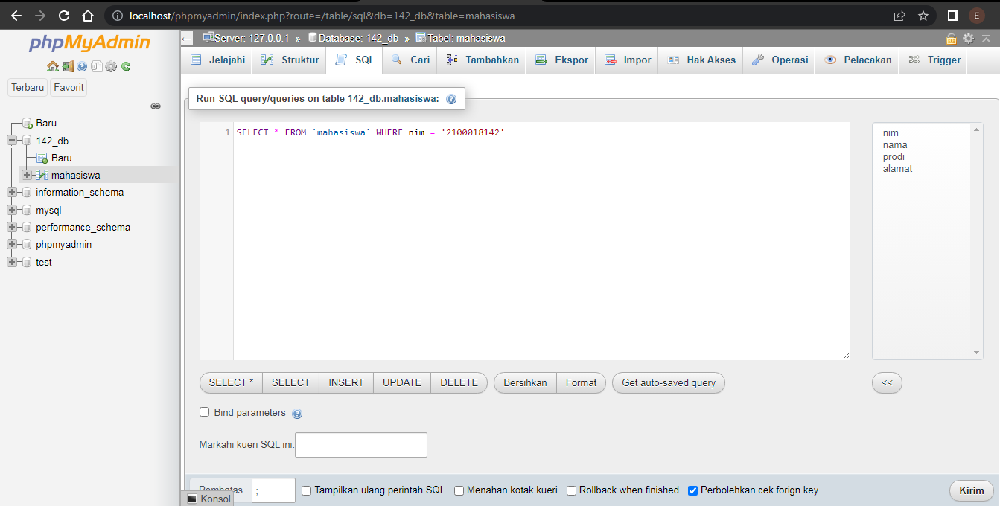 localhost/phpmyadmin/index.php?route=/table/sql&db=142_db&table=mahasiswa
E
phpMyAdmin
Terbaru Favorit
Baru
142_db
Baru
mahasiswa
information_schema
mysql
performance_schema
phpmyadmin
test
Server: 127.0.0.1 » Database: 142_db » Tabel: mahasiswa
Jelajahi Struktur SQL Cari Tambahkan Ekspor Impor Hak Akses Operasi Pelacakan Trigger
Run SQL query/queries on table 142_db.mahasiswa:
1 SELECT * FROM `mahasiswa` WHERE nim = '2100018142'
nim
nama
prodi
alamat
SELECT * SELECT INSERT UPDATE DELETE Bersihkan Format Get auto-saved query <<
Bind parameters
Markahi kueri SQL ini:
Pembatas ; Tampilkan ulang perintah SQL Menahan kotak kueri Rollback when finished Perbolehkan cek forign key Kirim
Konsol